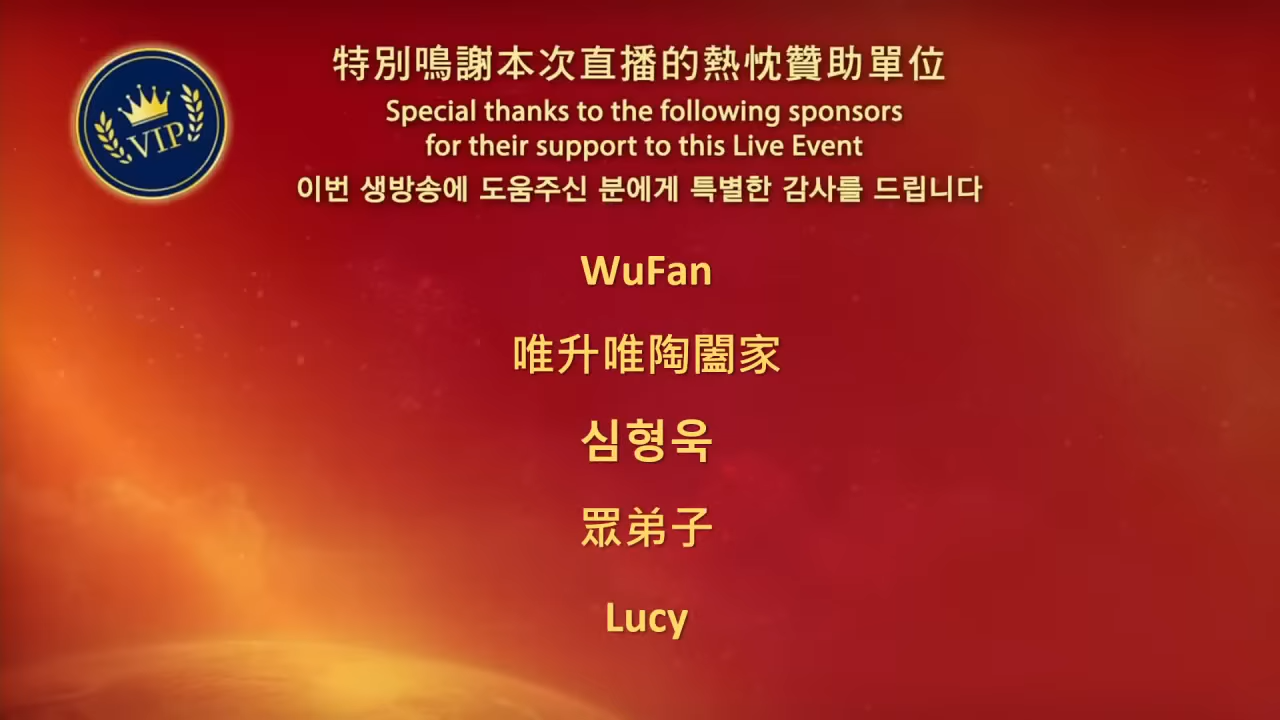 特別鳴謝本次直播的熱忱贊助單位
Special thanks to the following sponsors
for their support to this Live Event
이번 생방송에 도움주신 분에게 특별한 감사를 드립니다
VIP
WuFan
唯升唯陶闔家
심형욱
眾弟子
Lucy